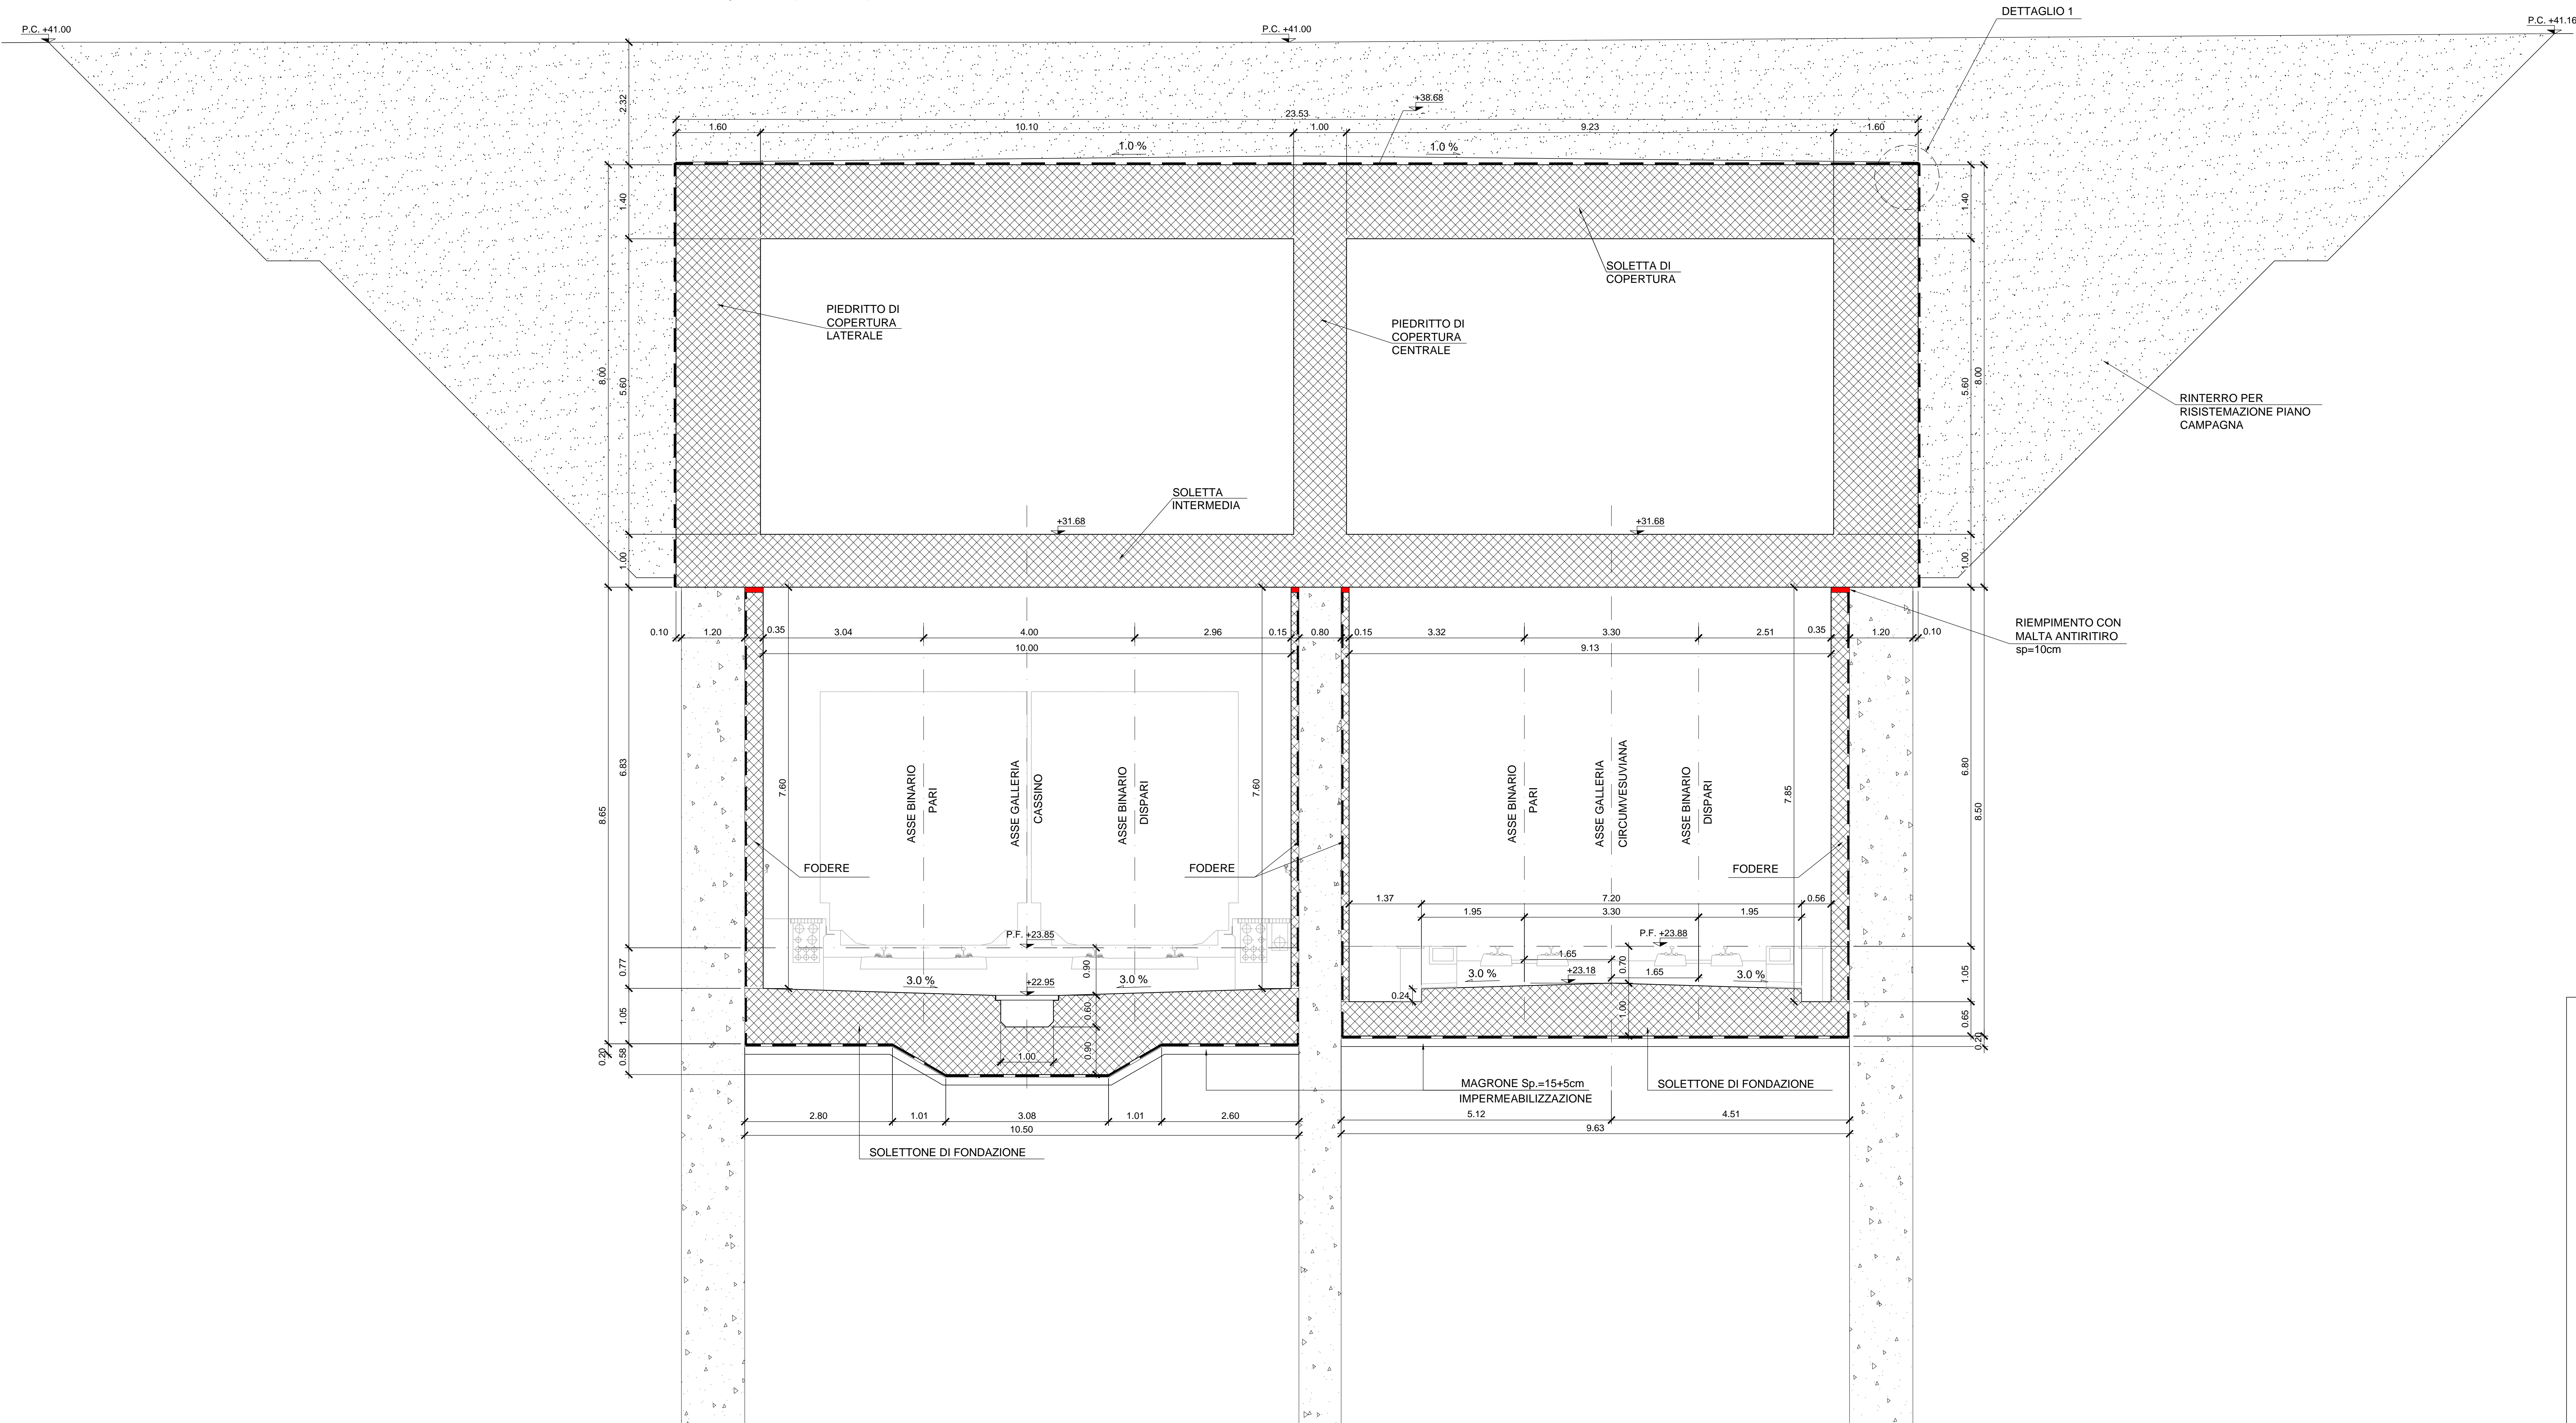 DETTAGLIO 1
P.C. +41.00
P.C. +41.00
P.C. +41.16
2.32
+38.68
23.53
1.60
10.10
1.00
9.23
1.60
1.0 %
1.0 %
1.40
1.40
SOLETTA DI
COPERTURA
PIEDRITTO DI
COPERTURA
LATERALE
PIEDRITTO DI
COPERTURA
CENTRALE
8.00
5.60
5.60
8.00
RINTERRO PER
RISISTEMAZIONE PIANO
CAMPAGNA
SOLETTA
INTERMEDIA
+31.68
+31.68
1.00
1.00
RIEMPIMENTO CON
MALTA ANTIRITIRO
sp=10cm
0.10
1.20
0.35
3.04
4.00
2.96
0.15
0.80
0.15
3.32
3.30
2.51
0.35
1.20
0.10
10.00
9.13
6.83
8.65
7.60
ASSE BINARIO
PARI
ASSE GALLERIA
CASSINO
ASSE BINARIO
DISPARI
7.60
ASSE BINARIO
PARI
ASSE GALLERIA
CIRCUMVESUVIANA
ASSE BINARIO
DISPARI
7.85
6.80
8.50
FODERE
FODERE
FODERE
1.37
7.20
0.56
1.95
3.30
1.95
P.F. +23.85
P.F. +23.88
0.77
0.90
1.65
0.70
1.65
1.05
3.0 %
+22.95
3.0 %
3.0 %
+23.18
3.0 %
0.24
1.05
0.60
1.00
0.65
0.20
0.58
1.00
0.90
0.20
MAGRONE Sp.=15+5cm
IMPERMEABILIZZAZIONE
SOLETTONE DI FONDAZIONE
2.80
1.01
3.08
1.01
2.60
5.12
4.51
10.50
9.63
SOLETTONE DI FONDAZIONE